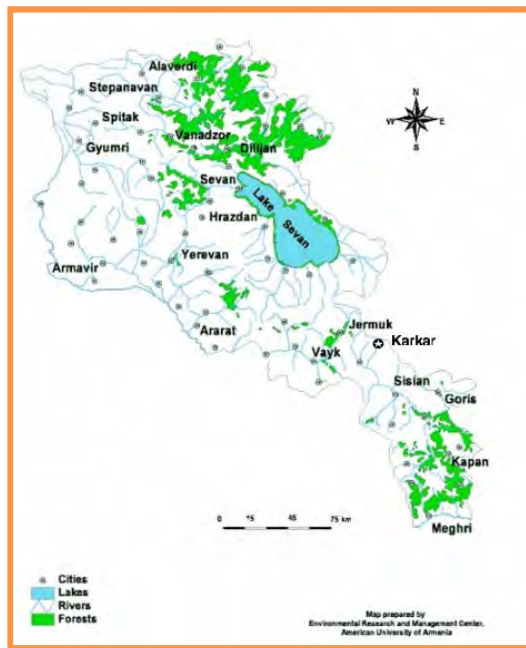 Alaverdi
Stepanavan
Spitak
Vanadzor
Gyumri
Dilijan
Sevan
Lake Sevan
Hrazdan
Yerevan
Armavir
Ararat
Jermuk
Karkar
Vayk
Sisian
Goris
Kapan
Meghri
N
W E
S
0 15 45 75 km
Cities
Lakes
Rivers
Forests
Map prepared by
Environmental Research and Management Center,
American University of Armania